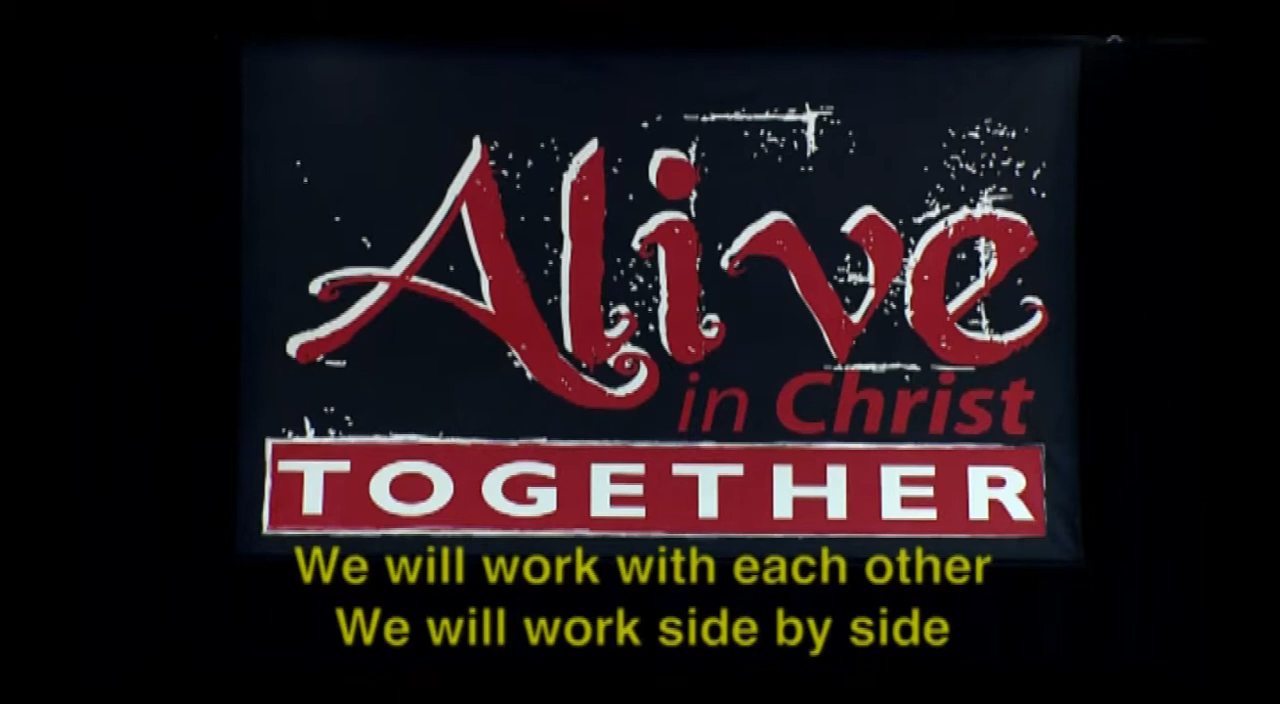 Alive
in Christ
TOGETHER
We will work with each other
We will work side by side